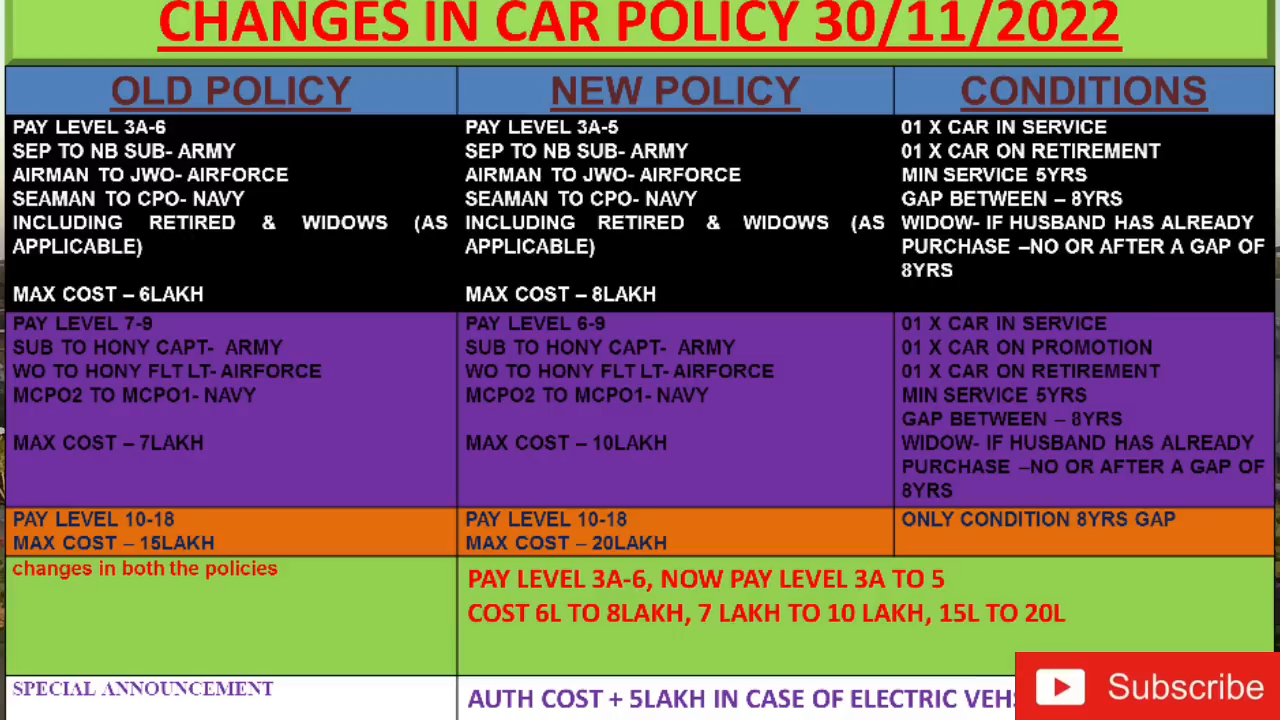 CHANGES IN CAR POLICY 30/11/2022
OLD POLICY
NEW POLICY
CONDITIONS
PAY LEVEL 3A-6
SEP TO NB SUB- ARMY
AIRMAN TO JWO- AIRFORCE
SEAMAN TO CPO- NAVY
INCLUDING RETIRED & WIDOWS (AS
APPLICABLE)
MAX COST – 6LAKH
PAY LEVEL 3A-5
SEP TO NB SUB- ARMY
AIRMAN TO JWO- AIRFORCE
SEAMAN TO CPO- NAVY
INCLUDING RETIRED & WIDOWS (AS
APPLICABLE)
MAX COST – 8LAKH
01 X CAR IN SERVICE
01 X CAR ON RETIREMENT
MIN SERVICE 5YRS
GAP BETWEEN – 8YRS
WIDOW- IF HUSBAND HAS ALREADY
PURCHASE –NO OR AFTER A GAP OF
8YRS
PAY LEVEL 7-9
SUB TO HONY CAPT- ARMY
WO TO HONY FLT LT- AIRFORCE
MCPO2 TO MCPO1- NAVY
MAX COST – 7LAKH
PAY LEVEL 6-9
SUB TO HONY CAPT- ARMY
WO TO HONY FLT LT- AIRFORCE
MCPO2 TO MCPO1- NAVY
MAX COST – 10LAKH
01 X CAR IN SERVICE
01 X CAR ON PROMOTION
01 X CAR ON RETIREMENT
MIN SERVICE 5YRS
GAP BETWEEN – 8YRS
WIDOW- IF HUSBAND HAS ALREADY
PURCHASE –NO OR AFTER A GAP OF
8YRS
PAY LEVEL 10-18
MAX COST – 15LAKH
PAY LEVEL 10-18
MAX COST – 20LAKH
ONLY CONDITION 8YRS GAP
changes in both the policies
PAY LEVEL 3A-6, NOW PAY LEVEL 3A TO 5
COST 6L TO 8LAKH, 7 LAKH TO 10 LAKH, 15L TO 20L
SPECIAL ANNOUNCEMENT
AUTH COST + 5LAKH IN CASE OF ELECTRIC VEHS
Subscribe